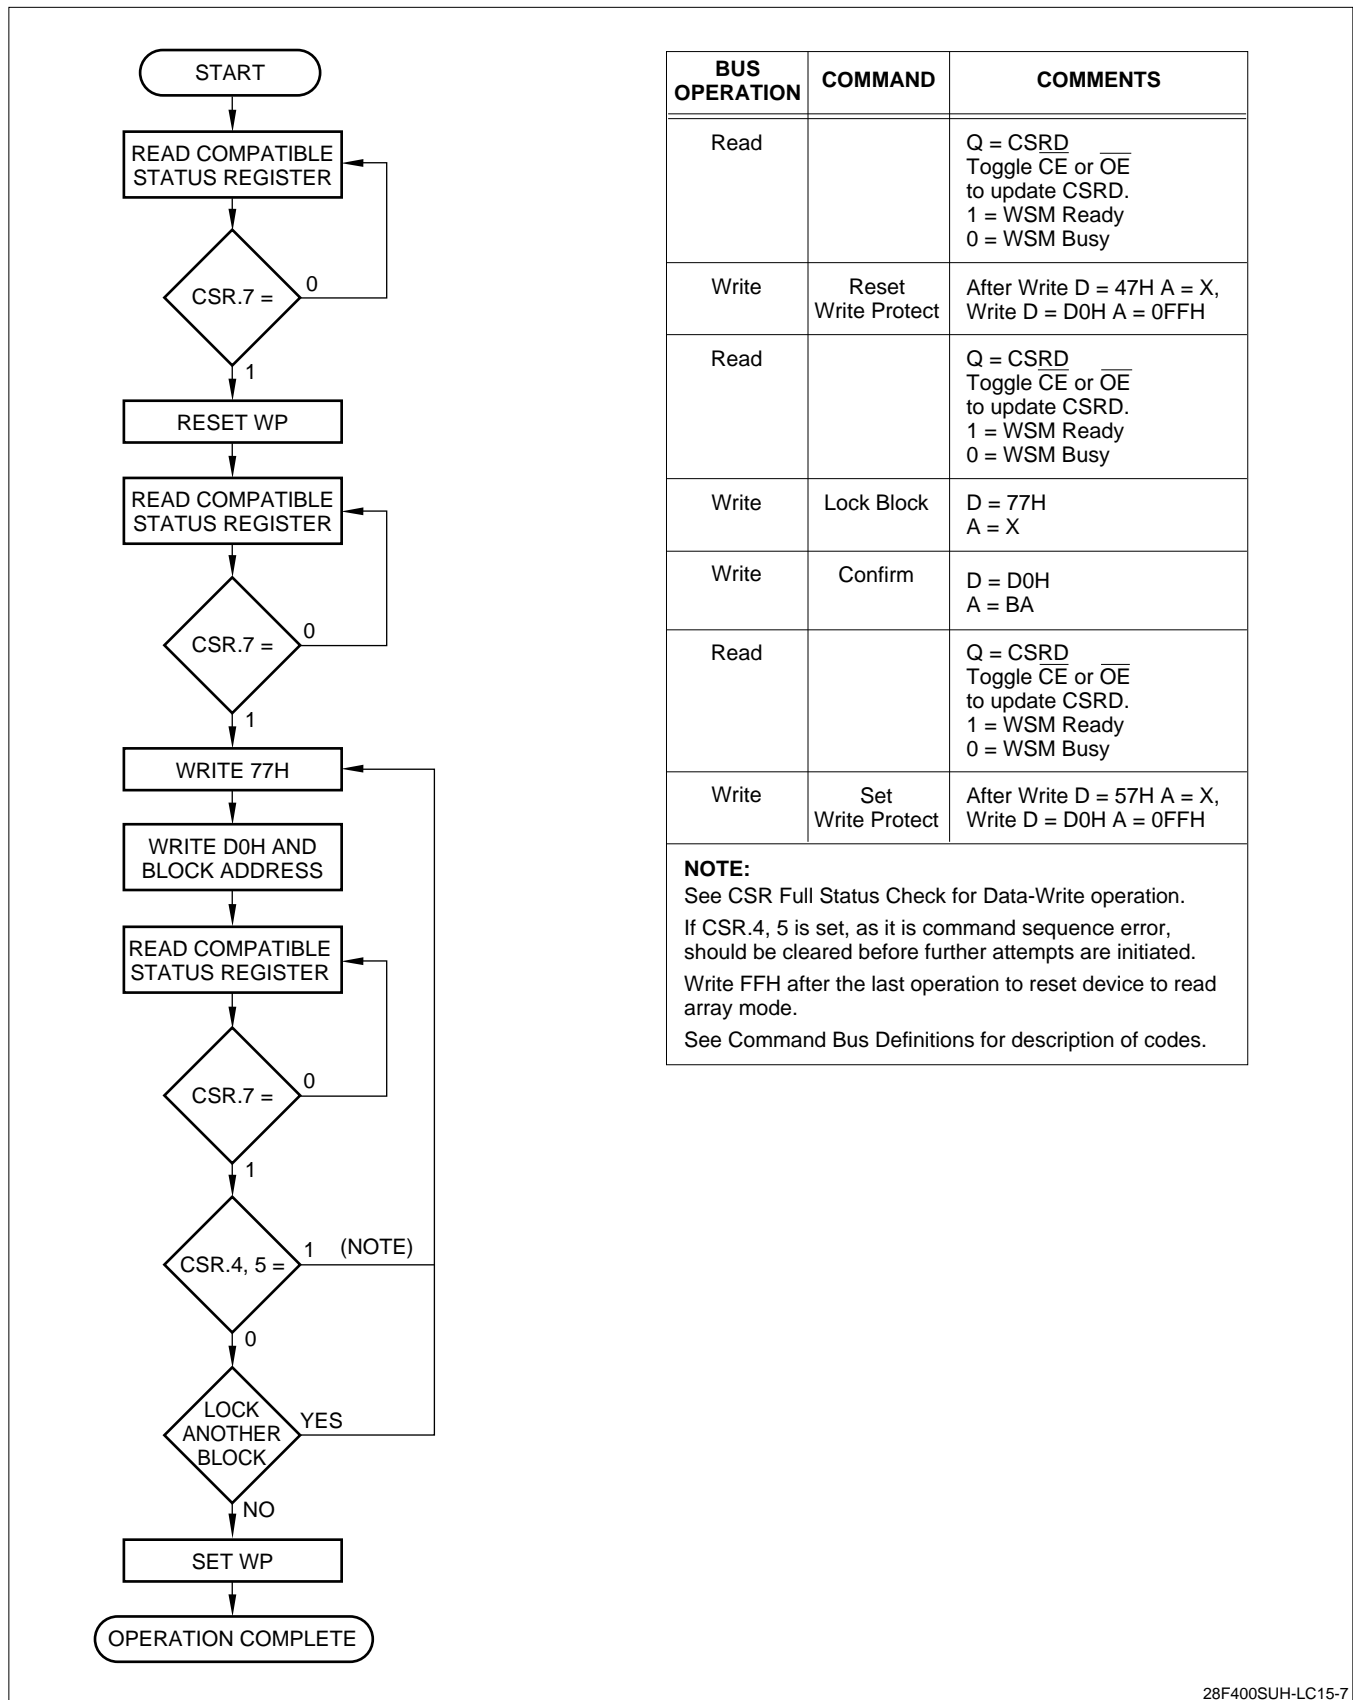 START
READ COMPATIBLE
STATUS REGISTER
CSR.7 =
0
1
RESET WP
READ COMPATIBLE
STATUS REGISTER
CSR.7 =
0
1
WRITE 77H
WRITE D0H AND
BLOCK ADDRESS
READ COMPATIBLE
STATUS REGISTER
CSR.7 =
0
1
CSR.4, 5 =
1
(NOTE)
0
LOCK
ANOTHER
BLOCK
YES
NO
SET WP
OPERATION COMPLETE
BUS
OPERATION
COMMAND
COMMENTS
Read
Q = CSRD
Toggle C̅E̅ or O̅E̅
to update CSRD.
1 = WSM Ready
0 = WSM Busy
Write
Reset
Write Protect
After Write D = 47H A = X,
Write D = D0H A = 0FFH
Read
Q = CSRD
Toggle C̅E̅ or O̅E̅
to update CSRD.
1 = WSM Ready
0 = WSM Busy
Write
Lock Block
D = 77H
A = X
Write
Confirm
D = D0H
A = BA
Read
Q = CSRD
Toggle C̅E̅ or O̅E̅
to update CSRD.
1 = WSM Ready
0 = WSM Busy
Write
Set
Write Protect
After Write D = 57H A = X,
Write D = D0H A = 0FFH
NOTE:
See CSR Full Status Check for Data-Write operation.
If CSR.4, 5 is set, as it is command sequence error,
should be cleared before further attempts are initiated.
Write FFH after the last operation to reset device to read
array mode.
See Command Bus Definitions for description of codes.
28F400SUH-LC15-7